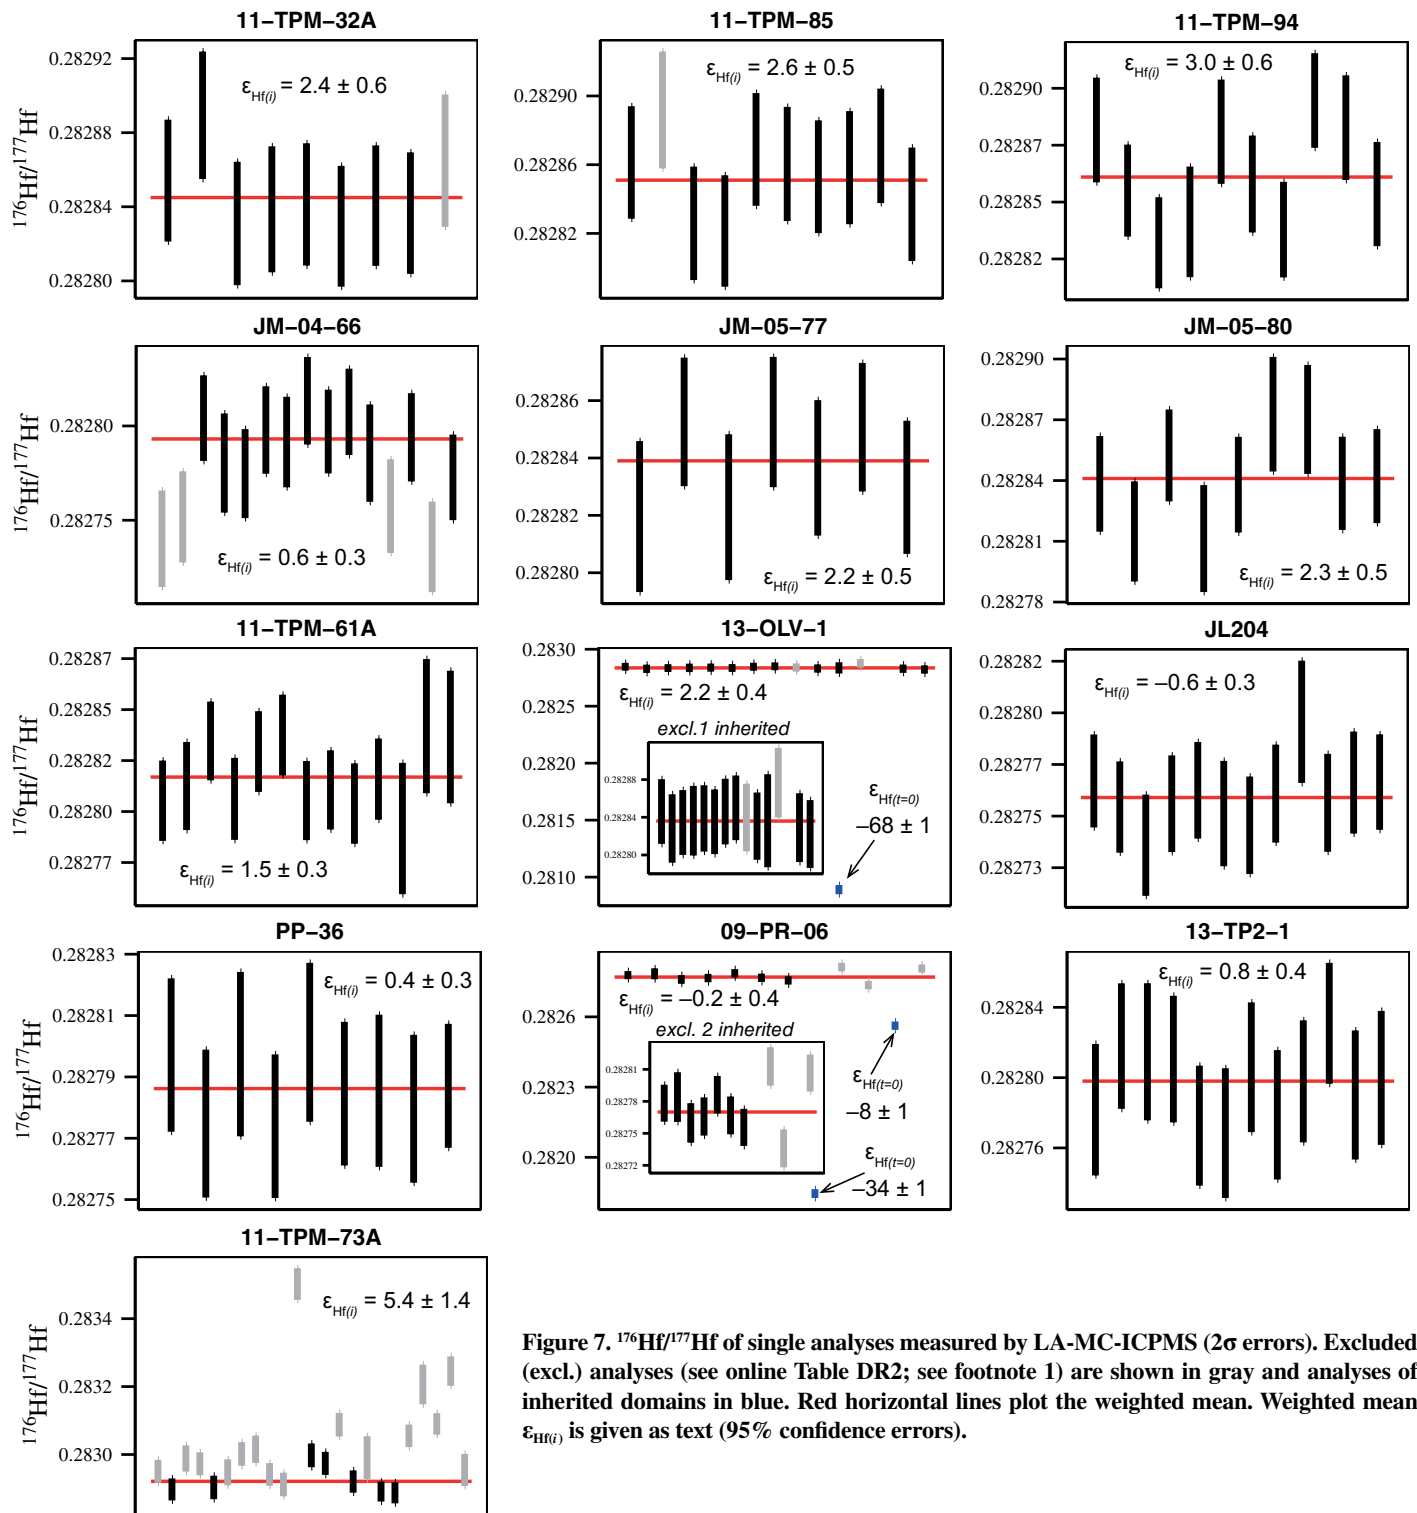 11–TPM–32A
11–TPM–85
11–TPM–94
176Hf/177Hf
0.28292
0.28288
0.28284
0.28280
εHf(i) = 2.4 ± 0.6
0.28290
0.28286
0.28282
εHf(i) = 2.6 ± 0.5
0.28290
0.28287
0.28285
0.28282
εHf(i) = 3.0 ± 0.6
JM–04–66
JM–05–77
JM–05–80
176Hf/177Hf
0.28280
0.28275
εHf(i) = 0.6 ± 0.3
0.28286
0.28284
0.28282
0.28280
εHf(i) = 2.2 ± 0.5
0.28290
0.28287
0.28284
0.28281
0.28278
εHf(i) = 2.3 ± 0.5
11–TPM–61A
13–OLV–1
JL204
176Hf/177Hf
0.28287
0.28285
0.28282
0.28280
0.28277
εHf(i) = 1.5 ± 0.3
0.2830
0.2825
0.2820
0.2815
0.2810
εHf(i) = 2.2 ± 0.4
excl.1 inherited
0.28288
0.28284
0.28280
εHf(t=0)
–68 ± 1
0.28282
0.28280
0.28277
0.28275
0.28273
εHf(i) = –0.6 ± 0.3
PP–36
09–PR–06
13–TP2–1
176Hf/177Hf
0.28283
0.28281
0.28279
0.28277
0.28275
εHf(i) = 0.4 ± 0.3
0.2826
0.2823
0.2820
εHf(i) = –0.2 ± 0.4
excl. 2 inherited
0.28281
0.28278
0.28275
0.28272
εHf(t=0)
–8 ± 1
εHf(t=0)
–34 ± 1
0.28284
0.28280
0.28276
εHf(i) = 0.8 ± 0.4
11–TPM–73A
176Hf/177Hf
0.2834
0.2832
0.2830
εHf(i) = 5.4 ± 1.4
Figure 7. 176Hf/177Hf of single analyses measured by LA-MC-ICPMS (2σ errors). Excluded
(excl.) analyses (see online Table DR2; see footnote 1) are shown in gray and analyses of
inherited domains in blue. Red horizontal lines plot the weighted mean. Weighted mean
εHf(i) is given as text (95% confidence errors).